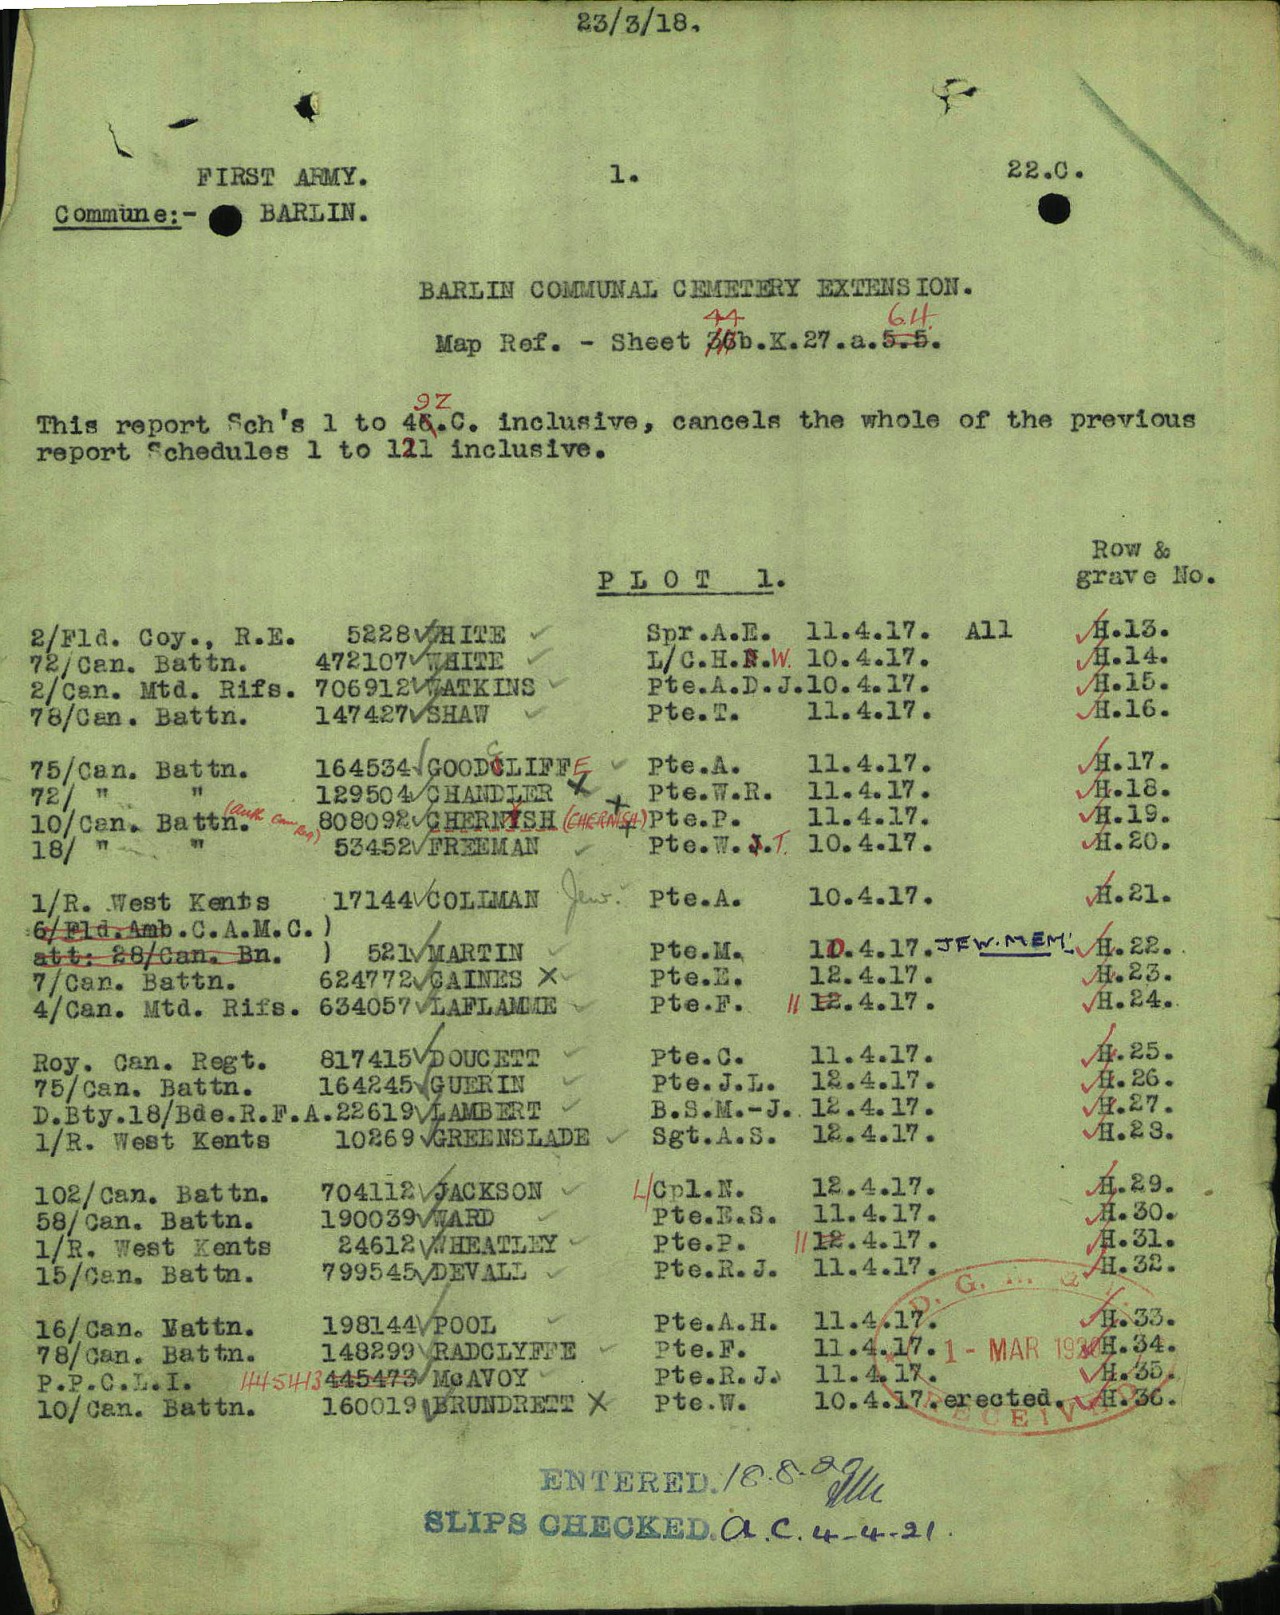 23/3/18.
FIRST ARMY. 1. 22.C.
Commune:- BARLIN.
BARLIN COMMUNAL CEMETERY EXTENSION.
44 6.4.
Map Ref. - Sheet 36b.K.27.a.5.5.
92
This report Sch's 1 to 46.C. inclusive, cancels the whole of the previous
report Schedules 1 to 121 inclusive.
Row &
PLOT 1. grave No.
2/Fld. Coy., R.E. 5228 WHITE Spr.A.E. 11.4.17. All H.13.
72/Can. Battn. 472107 WHITE L/C.H.N.W. 10.4.17. H.14.
2/Can. Mtd. Rifs. 706912 WATKINS Pte.A.D.J. 10.4.17. H.15.
78/Can. Battn. 147427 SHAW Pte.T. 11.4.17. H.16.
75/Can. Battn. 164534 GOODCLIFFE Pte.A. 11.4.17. H.17.
72/ " " 129504 CHANDLER X Pte.W.R. 11.4.17. H.18.
10/Can. Battn. 808092 CHERNYSH (CHERNISH) Pte.P. 11.4.17. H.19.
18/ " " 53452 FREEMAN Pte.W.J.T. 10.4.17. H.20.
1/R. West Kents 17144 COLLMAN Jew. Pte.A. 10.4.17. H.21.
6/Fld.Amb.C.A.M.C.)
att: 28/Can. Bn. ) 521 MARTIN Pte.M. 10.4.17. JEW.MEM! H.22.
7/Can. Battn. 624772 GAINES X Pte.E. 12.4.17. H.23.
4/Can. Mtd. Rifs. 634057 LAFLAMME Pte.F. 11 12.4.17. H.24.
Roy. Can. Regt. 817415 DOUCETT Pte.C. 11.4.17. H.25.
75/Can. Battn. 164245 GUERIN Pte.J.L. 12.4.17. H.26.
D.Bty.18/Bde.R.F.A. 22619 LAMBERT B.S.M.-J. 12.4.17. H.27.
1/R. West Kents 10269 GREENSLADE Sgt.A.S. 12.4.17. H.28.
102/Can. Battn. 704112 JACKSON L/Cpl.N. 12.4.17. H.29.
58/Can. Battn. 190039 WARD Pte.E.S. 11.4.17. H.30.
1/R. West Kents 24612 WHEATLEY Pte.P. 11 12.4.17. H.31.
15/Can. Battn. 799545 DEVALL Pte.R.J. 11.4.17. H.32.
16/Can. Mattn. 198144 POOL Pte.A.H. 11.4.17. H.33.
78/Can. Battn. 148299 RADCLYFFE Pte.F. 11.4.17. H.34.
P.P.C.L.I. 445413 445473 McAVOY Pte.R.J. 11.4.17. H.35.
10/Can. Battn. 160019 BRUNDRETT X Pte.W. 10.4.17. erected. H.36.
1 - MAR 1920
RECEIVED
ENTERED.
SLIPS CHECKED. a.c. 4-4-21.